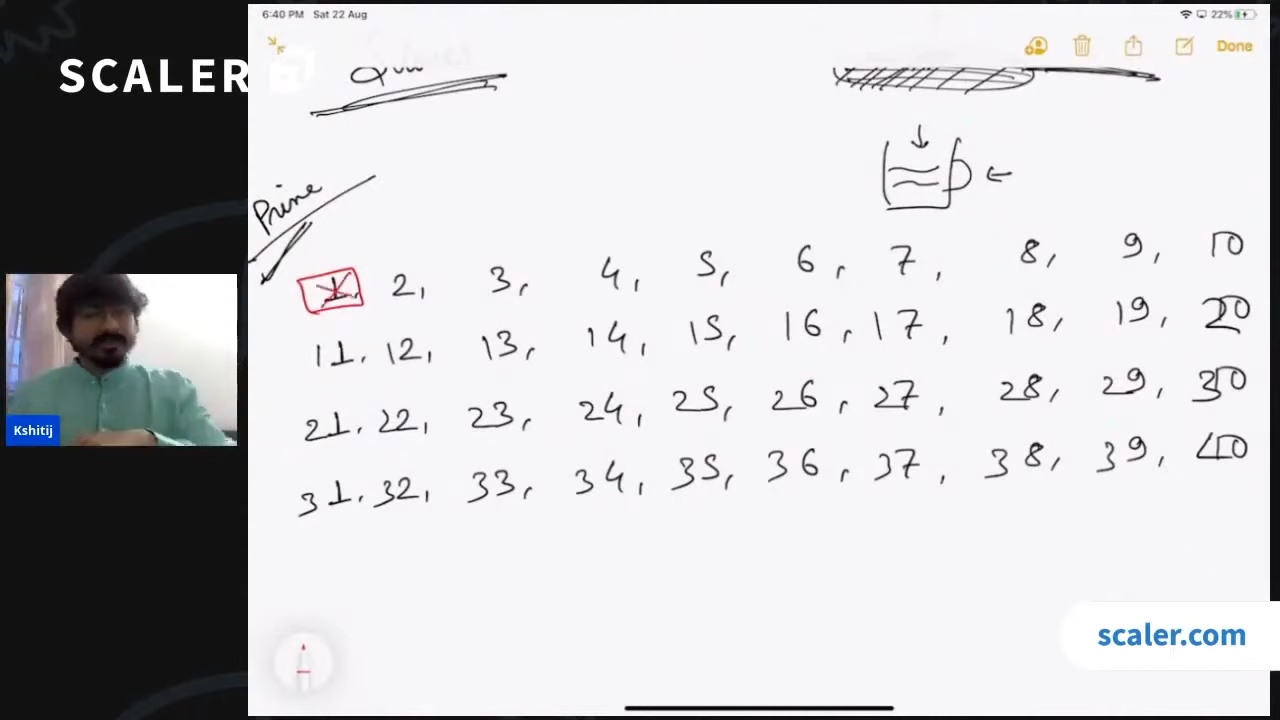 6:40 PM Sat 22 Aug
22%
Done
SCALER
Prime
1, 2, 3, 4, 5, 6, 7, 8, 9, 10
11, 12, 13, 14, 15, 16, 17, 18, 19, 20
21, 22, 23, 24, 25, 26, 27, 28, 29, 30
31, 32, 33, 34, 35, 36, 37, 38, 39, 40
Kshitij
scaler.com